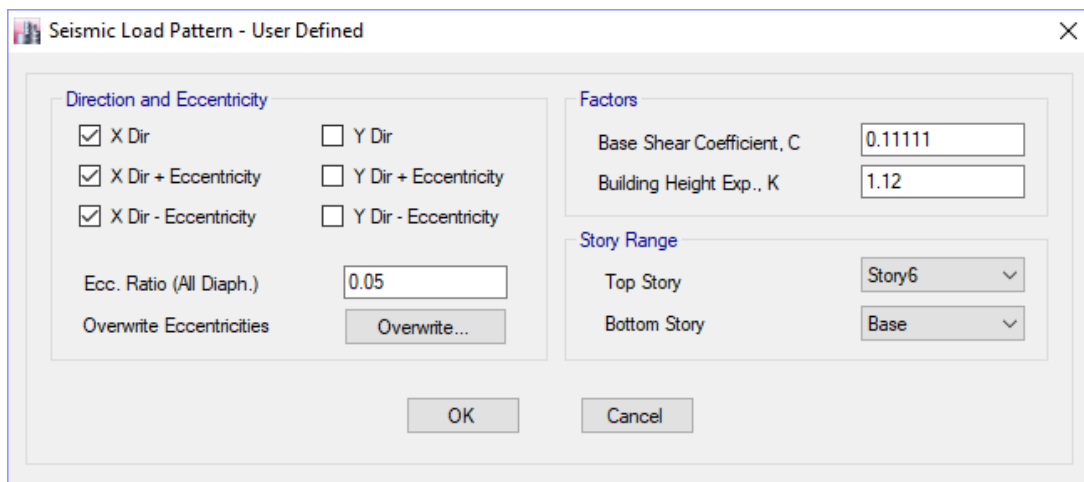 Seismic Load Pattern - User Defined
Direction and Eccentricity
X Dir
Y Dir
X Dir + Eccentricity
Y Dir + Eccentricity
X Dir - Eccentricity
Y Dir - Eccentricity
Ecc. Ratio (All Diaph.)
0.05
Overwrite Eccentricities
Overwrite...
Factors
Base Shear Coefficient, C
0.11111
Building Height Exp., K
1.12
Story Range
Top Story
Story6
Bottom Story
Base
OK
Cancel